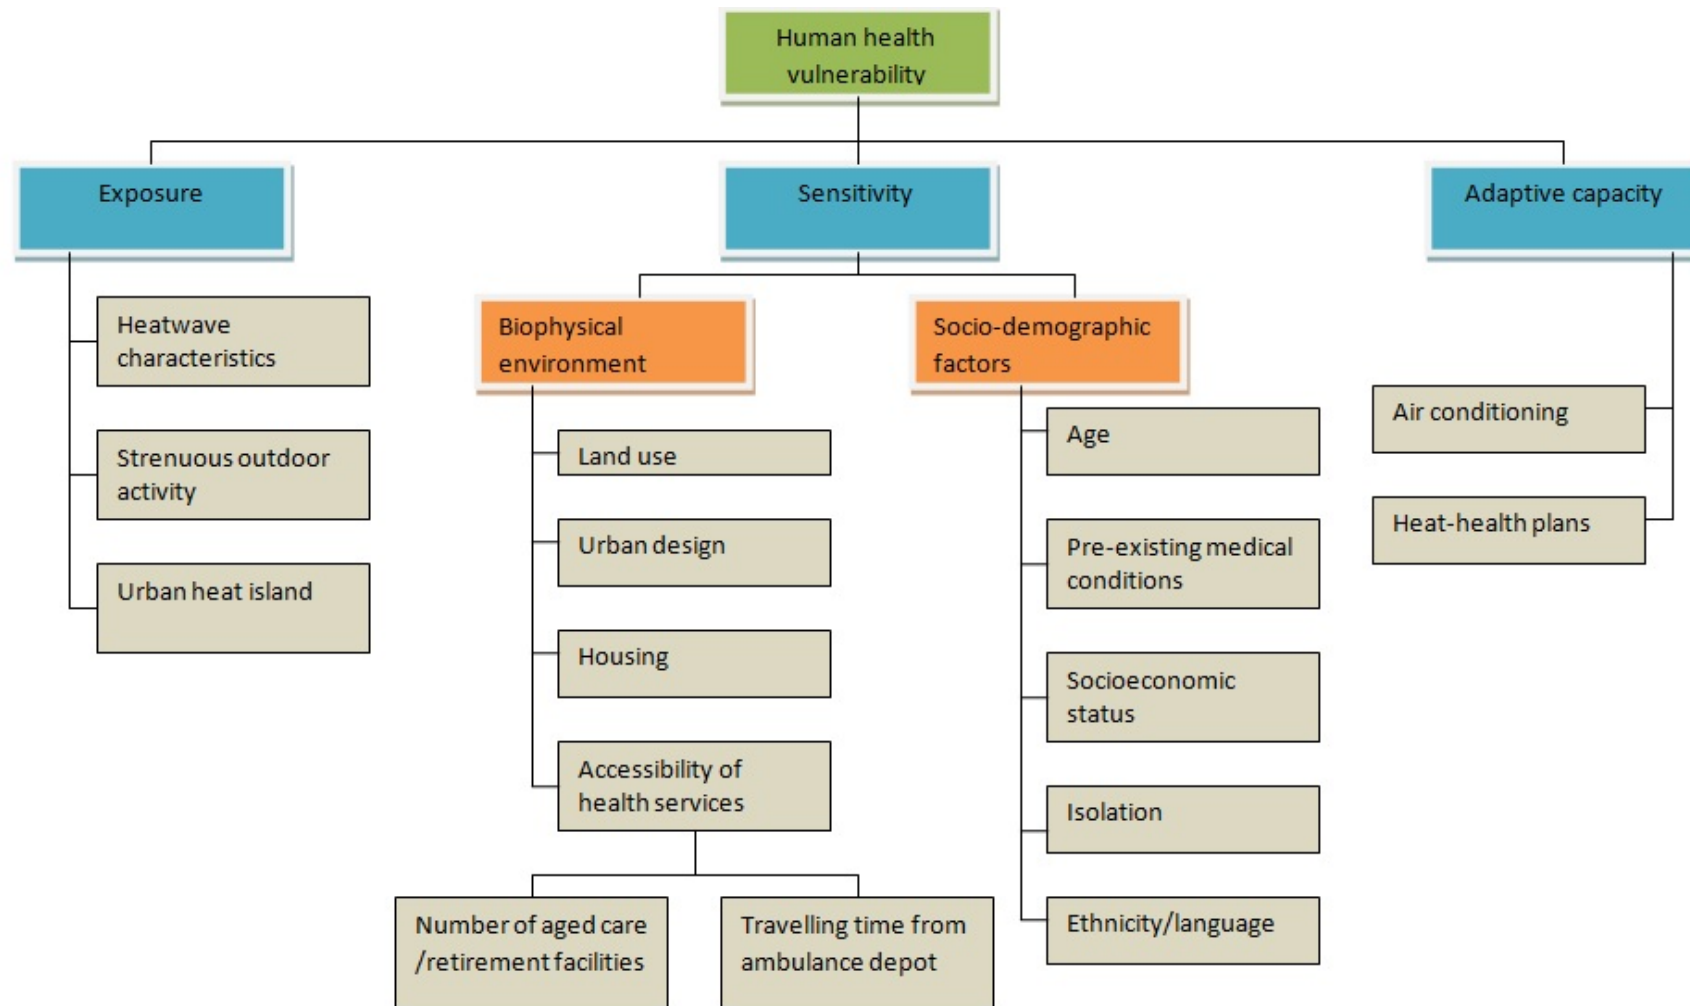 Human health
vulnerability
Exposure
Sensitivity
Adaptive capacity
Heatwave
characteristics
Strenuous outdoor
activity
Urban heat island
Biophysical
environment
Land use
Urban design
Housing
Accessibility of
health services
Number of aged care
/retirement facilities
Travelling time from
ambulance depot
Socio-demographic
factors
Age
Pre-existing medical
conditions
Socioeconomic
status
Isolation
Ethnicity/language
Air conditioning
Heat-health plans